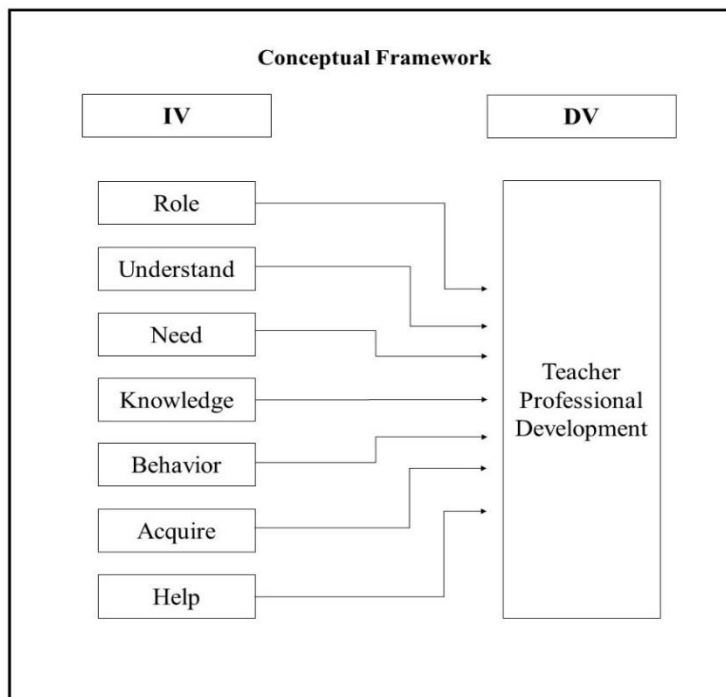 Conceptual Framework
IV
DV
Role
Understand
Need
Knowledge
Behavior
Acquire
Help
Teacher
Professional
Development